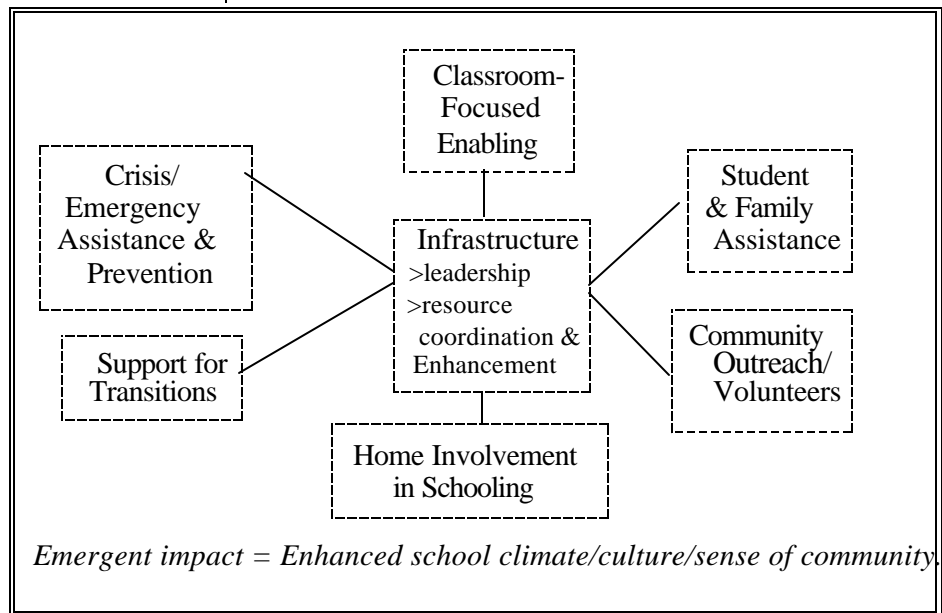 Classroom-
Focused
Enabling
Crisis/
Emergency
Assistance &
Prevention
Student
& Family
Assistance
Infrastructure
>leadership
>resource
coordination &
Enhancement
Support for
Transitions
Community
Outreach/
Volunteers
Home Involvement
in Schooling
Emergent impact = Enhanced school climate/culture/sense of community.